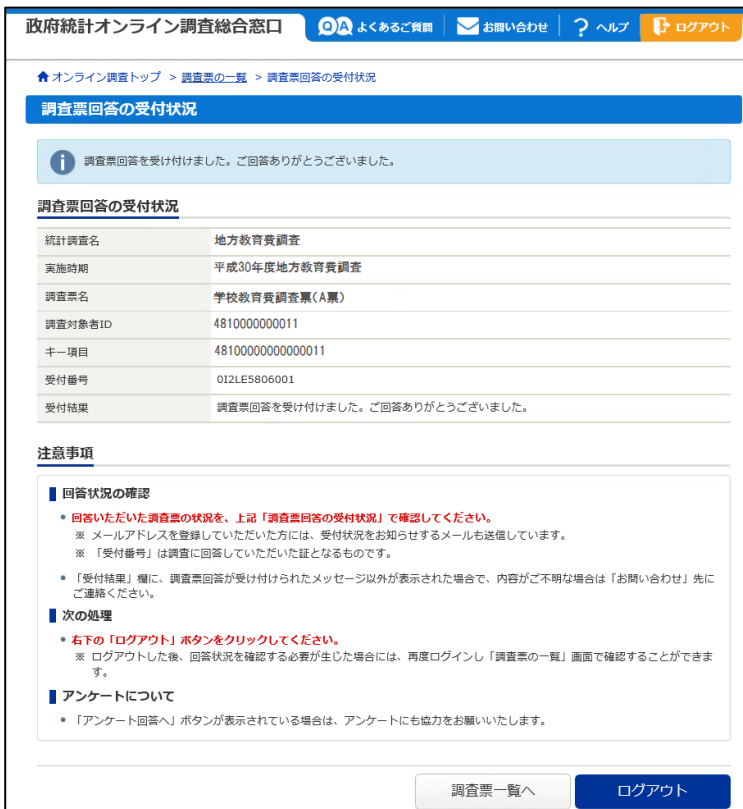 政府統計オンライン調査総合窓口
QA よくあるご質問 お問い合わせ ? ヘルプ ログアウト
オンライン調査トップ > 調査票の一覧 > 調査票回答の受付状況
調査票回答の受付状況
i 調査票回答を受け付けました。ご回答ありがとうございました。
調査票回答の受付状況
統計調査名 地方教育費調査
実施時期 平成30年度地方教育費調査
調査票名 学校教育費調査票(A票)
調査対象者ID 4810000000011
キー項目 48100000000000011
受付番号 0I2LE5806001
受付結果 調査票回答を受け付けました。ご回答ありがとうございました。
注意事項
回答状況の確認
• 回答いただいた調査票の状況を、上記「調査票回答の受付状況」で確認してください。
※ メールアドレスを登録していただいた方には、受付状況をお知らせするメールも送信しています。
※ 「受付番号」は調査に回答していただいた証となるものです。
• 「受付結果」欄に、調査票回答が受け付けられたメッセージ以外が表示された場合で、内容がご不明な場合は「お問い合わせ」先に
ご連絡ください。
次の処理
• 右下の「ログアウト」ボタンをクリックしてください。
※ ログアウトした後、回答状況を確認する必要が生じた場合には、再度ログインし「調査票の一覧」画面で確認することができま
す。
アンケートについて
• 「アンケート回答へ」ボタンが表示されている場合は、アンケートにも協力をお願いいたします。
調査票一覧へ ログアウト